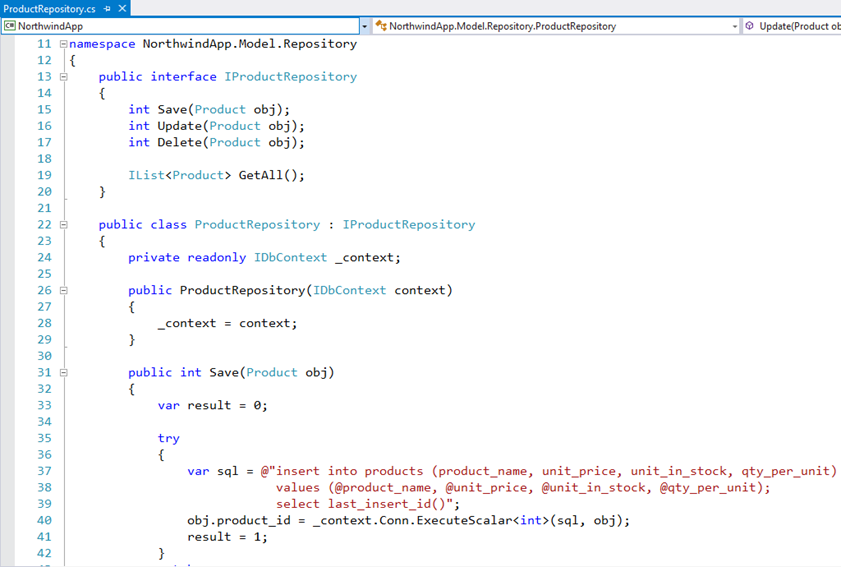 ProductRepository.cs
NorthwindApp NorthwindApp.Model.Repository.ProductRepository Update(Product ob
11 namespace NorthwindApp.Model.Repository
12 {
13 public interface IProductRepository
14 {
15 int Save(Product obj);
16 int Update(Product obj);
17 int Delete(Product obj);
18
19 IList<Product> GetAll();
20 }
21
22 public class ProductRepository : IProductRepository
23 {
24 private readonly IDbContext _context;
25
26 public ProductRepository(IDbContext context)
27 {
28 _context = context;
29 }
30
31 public int Save(Product obj)
32 {
33 var result = 0;
34
35 try
36 {
37 var sql = @"insert into products (product_name, unit_price, unit_in_stock, qty_per_unit)
38 values (@product_name, @unit_price, @unit_in_stock, @qty_per_unit);
39 select last_insert_id()";
40 obj.product_id = _context.Conn.ExecuteScalar<int>(sql, obj);
41 result = 1;
42 }